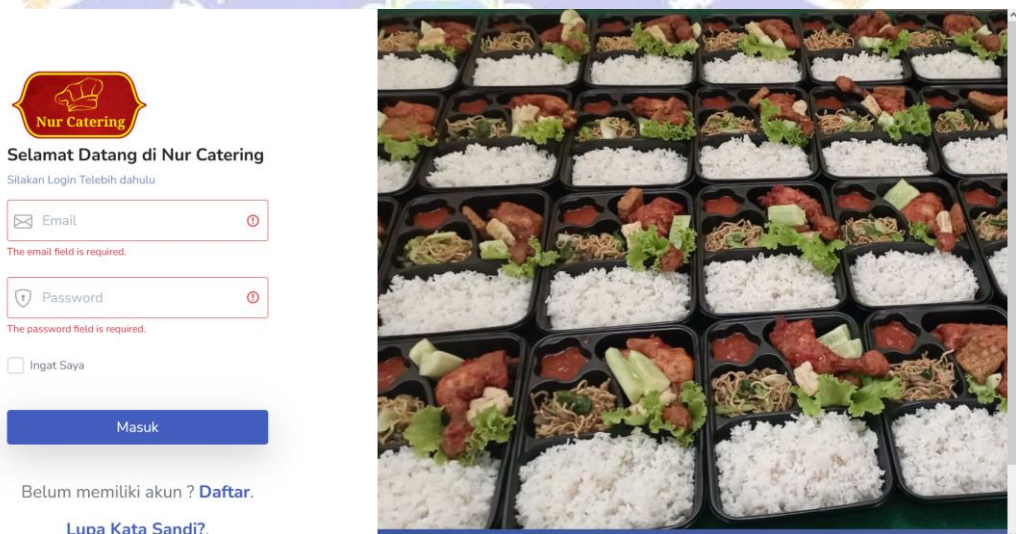 Nur Catering
Selamat Datang di Nur Catering
Silakan Login Telebih dahulu
Email
The email field is required.
Password
The password field is required.
Ingat Saya
Masuk
Belum memiliki akun ? Daftar.
Lupa Kata Sandi?.